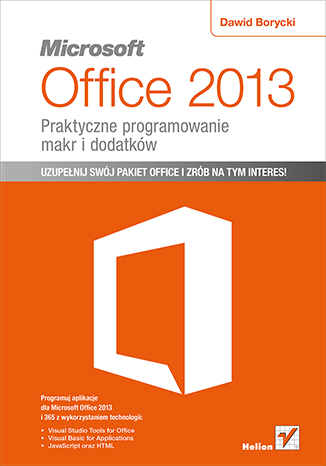 Dawid Borycki
Microsoft
Office 2013
Praktyczne programowanie
makr i dodatków
UZUPEŁNIJ SWÓJ PAKIET OFFICE I ZRÓB NA TYM INTERES!
Programuj aplikacje
dla Microsoft Office 2013
i 365 z wykorzystaniem technologii:
• Visual Studio Tools for Office
• Visual Basic for Applications
• JavaScript oraz HTML
Helion